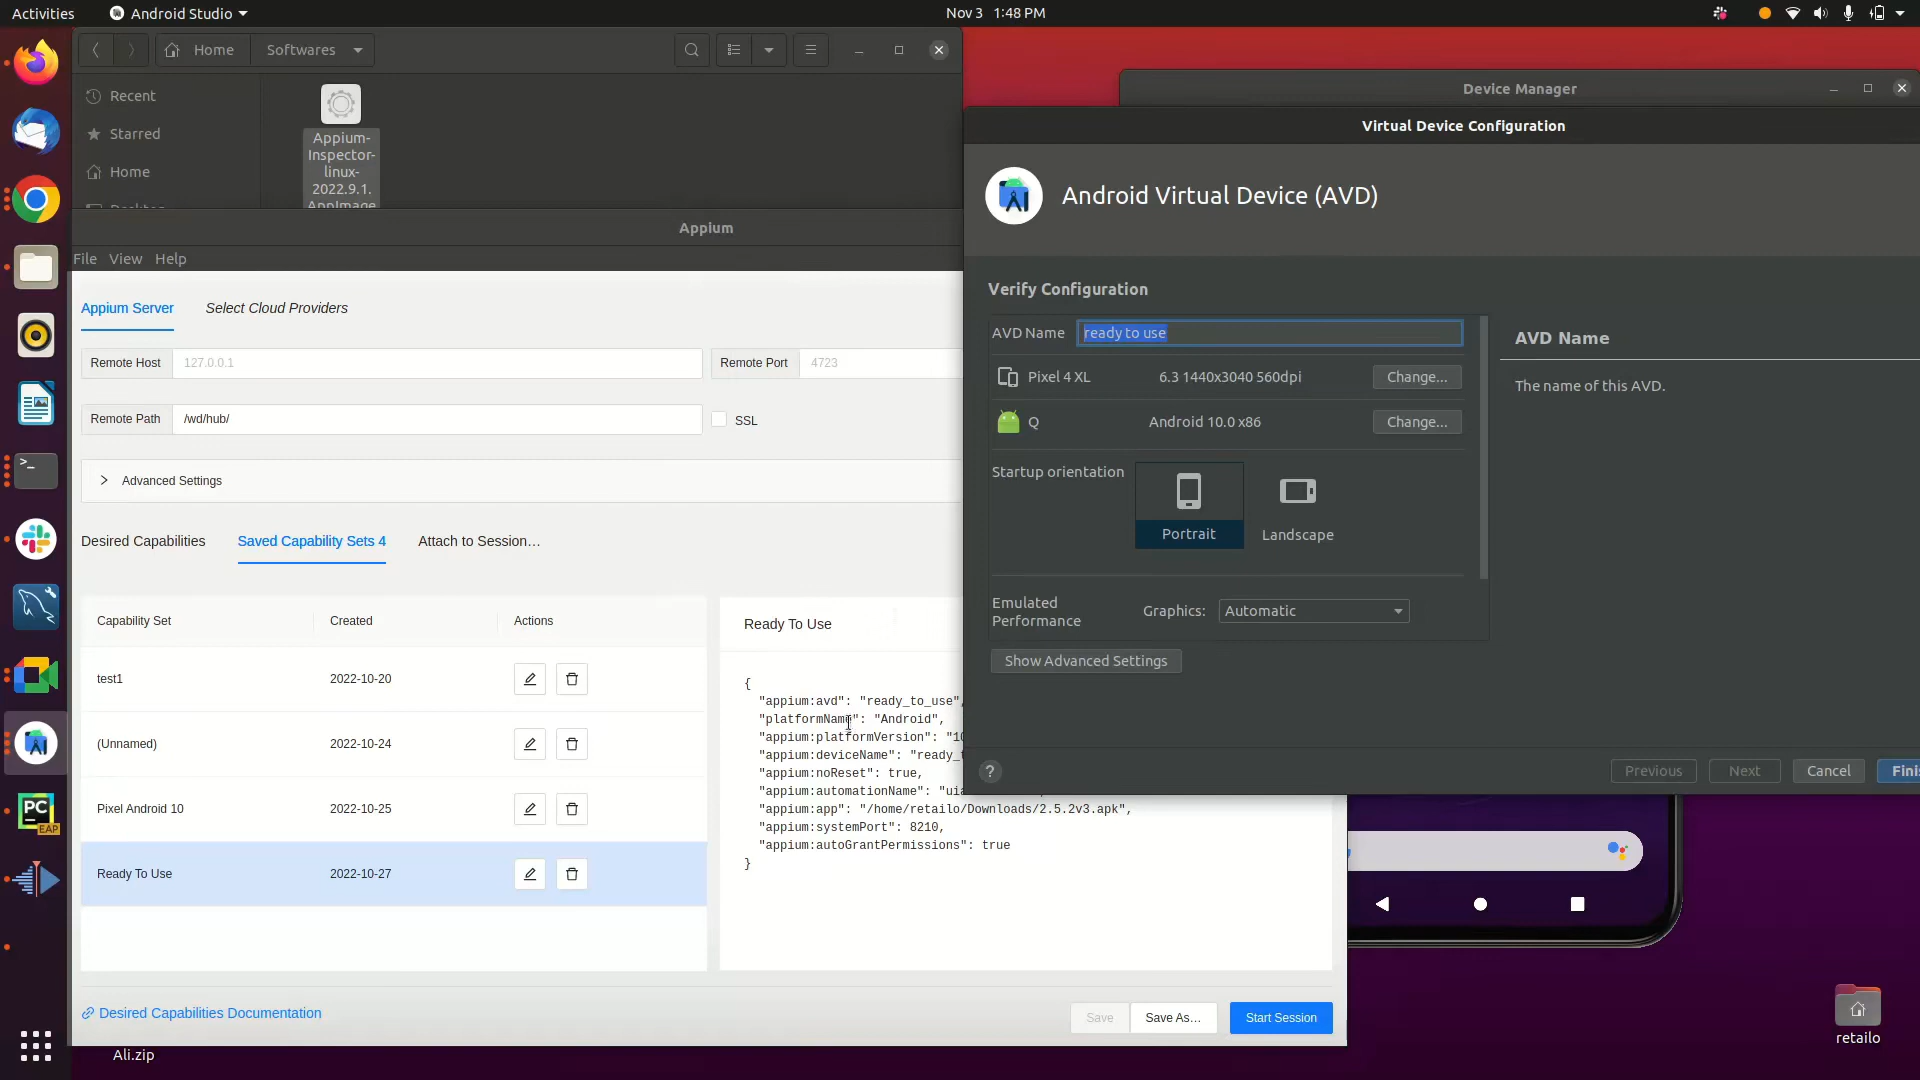 Activities
Android Studio
Nov 3 1:48 PM
Home
Softwares
Recent
Starred
Home
Appium-
Inspector-
linux-
2022.9.1.
AppImage
Appium
File View Help
Appium Server
Select Cloud Providers
Remote Host
127.0.0.1
Remote Port
4723
Remote Path
/wd/hub/
SSL
Advanced Settings
Desired Capabilities
Saved Capability Sets 4
Attach to Session…
Capability Set
Created
Actions
test1
2022-10-20
(Unnamed)
2022-10-24
Pixel Android 10
2022-10-25
Ready To Use
2022-10-27
Ready To Use
{
"appium:avd": "ready_to_use",
"platformName": "Android",
"appium:platformVersion": "10
"appium:deviceName": "ready_t
"appium:noReset": true,
"appium:automationName": "uia
"appium:app": "/home/retailo/Downloads/2.5.2v3.apk",
"appium:systemPort": 8210,
"appium:autoGrantPermissions": true
}
Desired Capabilities Documentation
Save
Save As…
Start Session
Device Manager
Virtual Device Configuration
Android Virtual Device (AVD)
Verify Configuration
AVD Name
ready to use
Pixel 4 XL
6.3 1440x3040 560dpi
Change...
Q
Android 10.0 x86
Change...
Startup orientation
Portrait
Landscape
Emulated
Performance
Graphics:
Automatic
Show Advanced Settings
AVD Name
The name of this AVD.
?
Previous
Next
Cancel
Finis
PC
EAP
retailo
Ali.zip